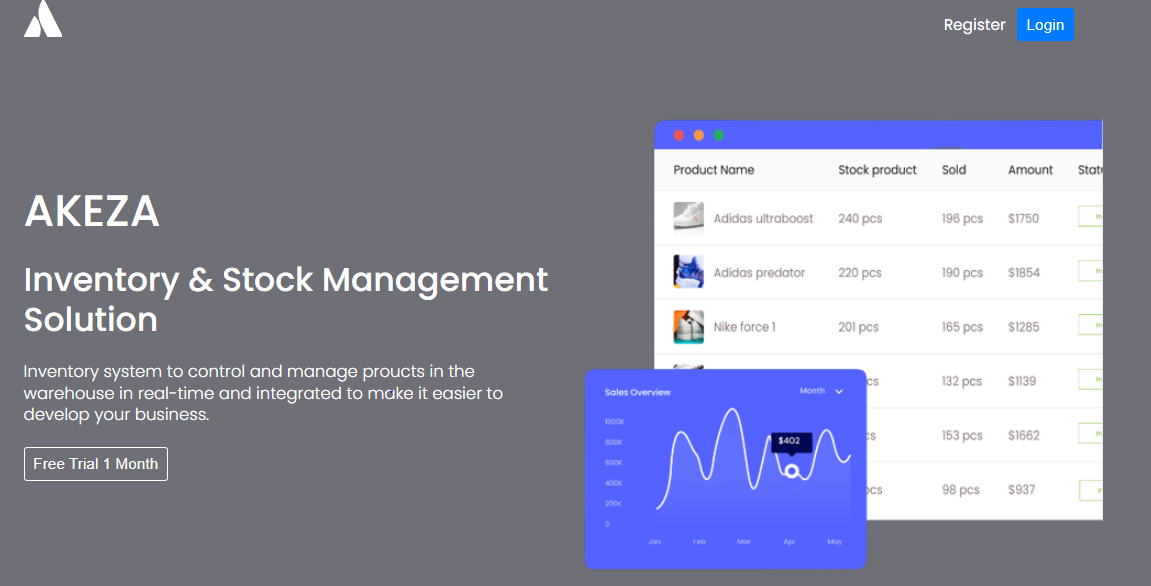 Register Login
AKEZA
Inventory & Stock Management
Solution
Inventory system to control and manage proucts in the
warehouse in real-time and integrated to make it easier to
develop your business.
Free Trial 1 Month
Product Name Stock product Sold Amount
Adidas ultraboost 240 pcs 196 pcs $1750
Adidas predator 220 pcs 190 pcs $1854
Nike force 1 201 pcs 165 pcs $1285
132 pcs $1139
153 pcs $1662
pcs 98 pcs $937
Sales Overview Month
$402
1000K
800K
600K
400K
200K
0
Jan Feb Mar Apr May